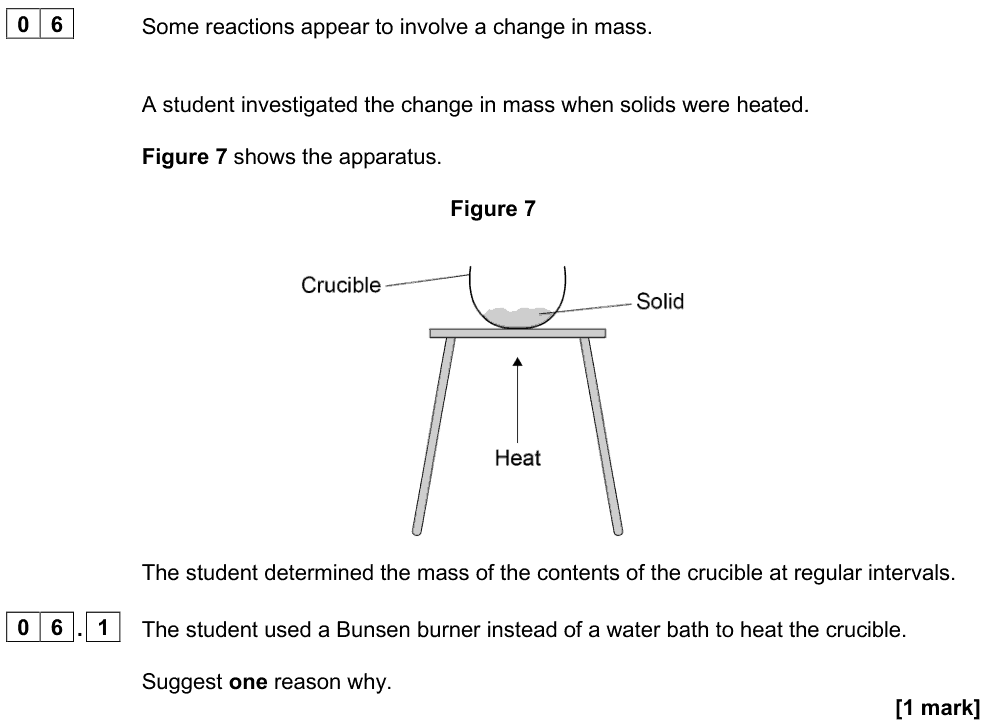 0 6 Some reactions appear to involve a change in mass.
A student investigated the change in mass when solids were heated.
Figure 7 shows the apparatus.
Figure 7
Crucible
Solid
Heat
The student determined the mass of the contents of the crucible at regular intervals.
0 6 . 1 The student used a Bunsen burner instead of a water bath to heat the crucible.
Suggest one reason why.
[1 mark]